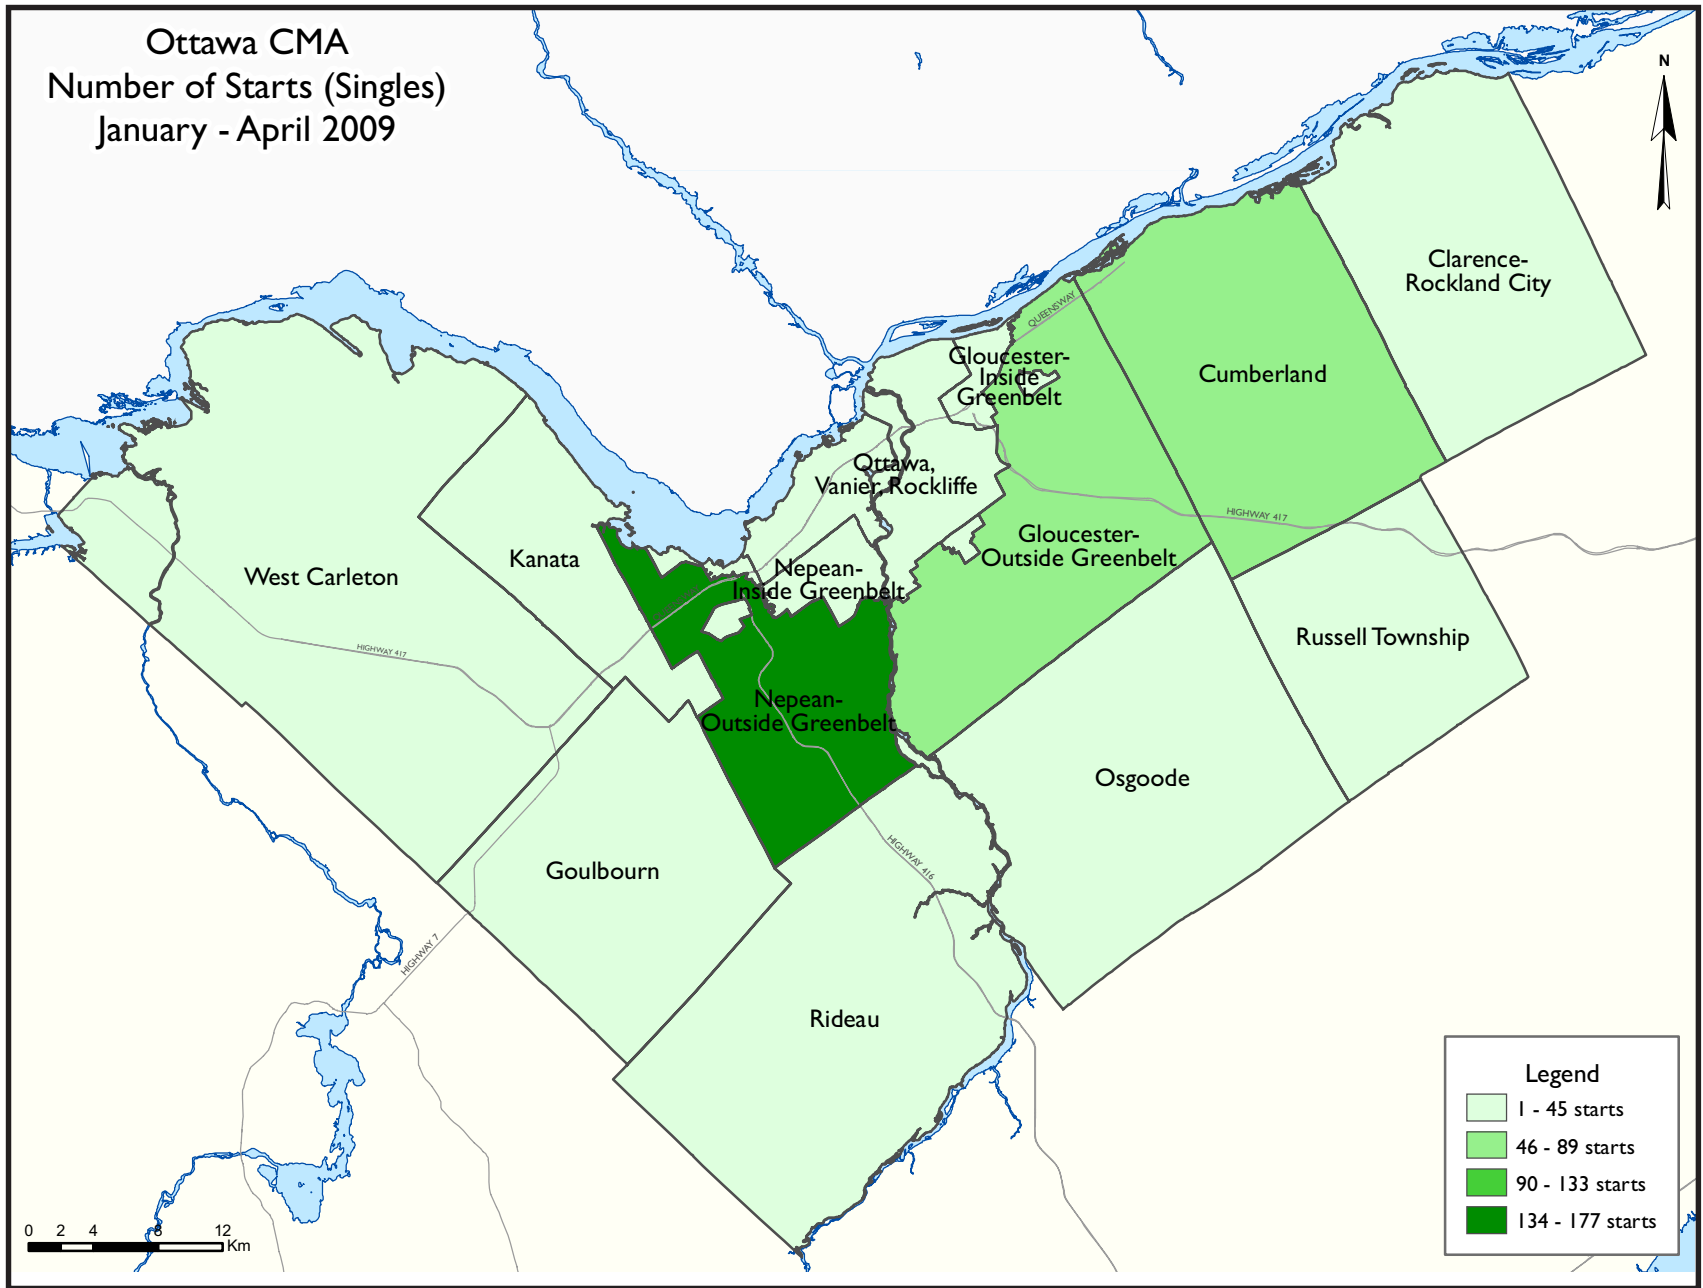 Ottawa CMA
Number of Starts (Singles)
January - April 2009
N
Clarence-
Rockland City
QUEENSWAY
Gloucester-
Inside
Greenbelt
Cumberland
Ottawa,
Vanier, Rockliffe
HIGHWAY 417
Gloucester-
Outside Greenbelt
Kanata
West Carleton
Nepean-
Inside Greenbelt
Russell Township
HIGHWAY 417
Nepean-
Outside Greenbelt
Osgoode
Goulbourn
HIGHWAY 416
HIGHWAY 7
Rideau
Legend
1 - 45 starts
46 - 89 starts
90 - 133 starts
134 - 177 starts
0 2 4 8 12
Km